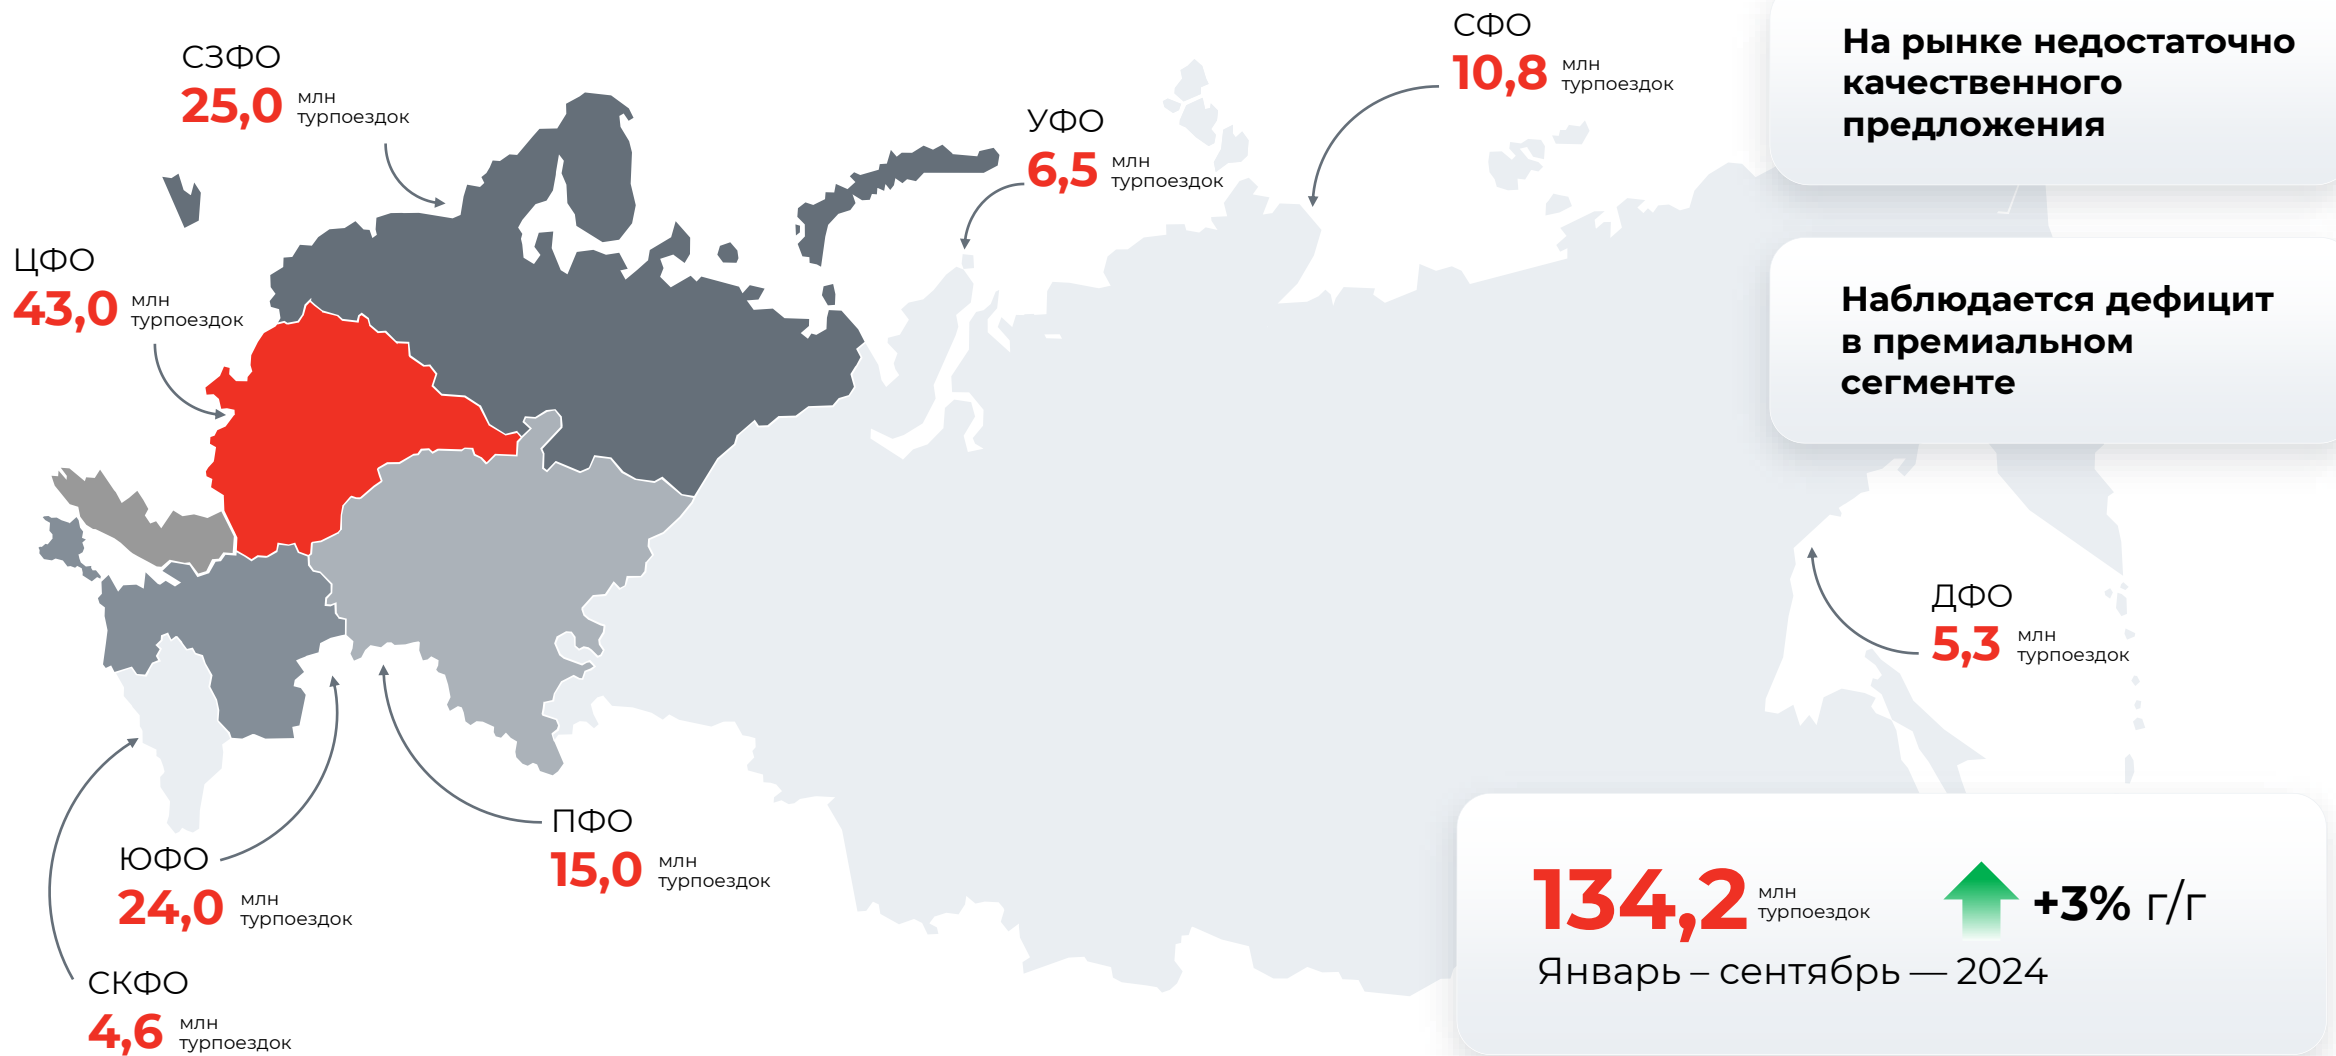 СЗФО
25,0 млн
турпоездок
ЦФО
43,0 млн
турпоездок
УФО
6,5 млн
турпоездок
СФО
10,8 млн
турпоездок
На рынке недостаточно
качественного
предложения
Наблюдается дефицит
в премиальном
сегменте
ДФО
5,3 млн
турпоездок
ПФО
15,0 млн
турпоездок
ЮФО
24,0 млн
турпоездок
СКФО
4,6 млн
турпоездок
134,2 млн
турпоездок
+3% г/г
Январь – сентябрь — 2024